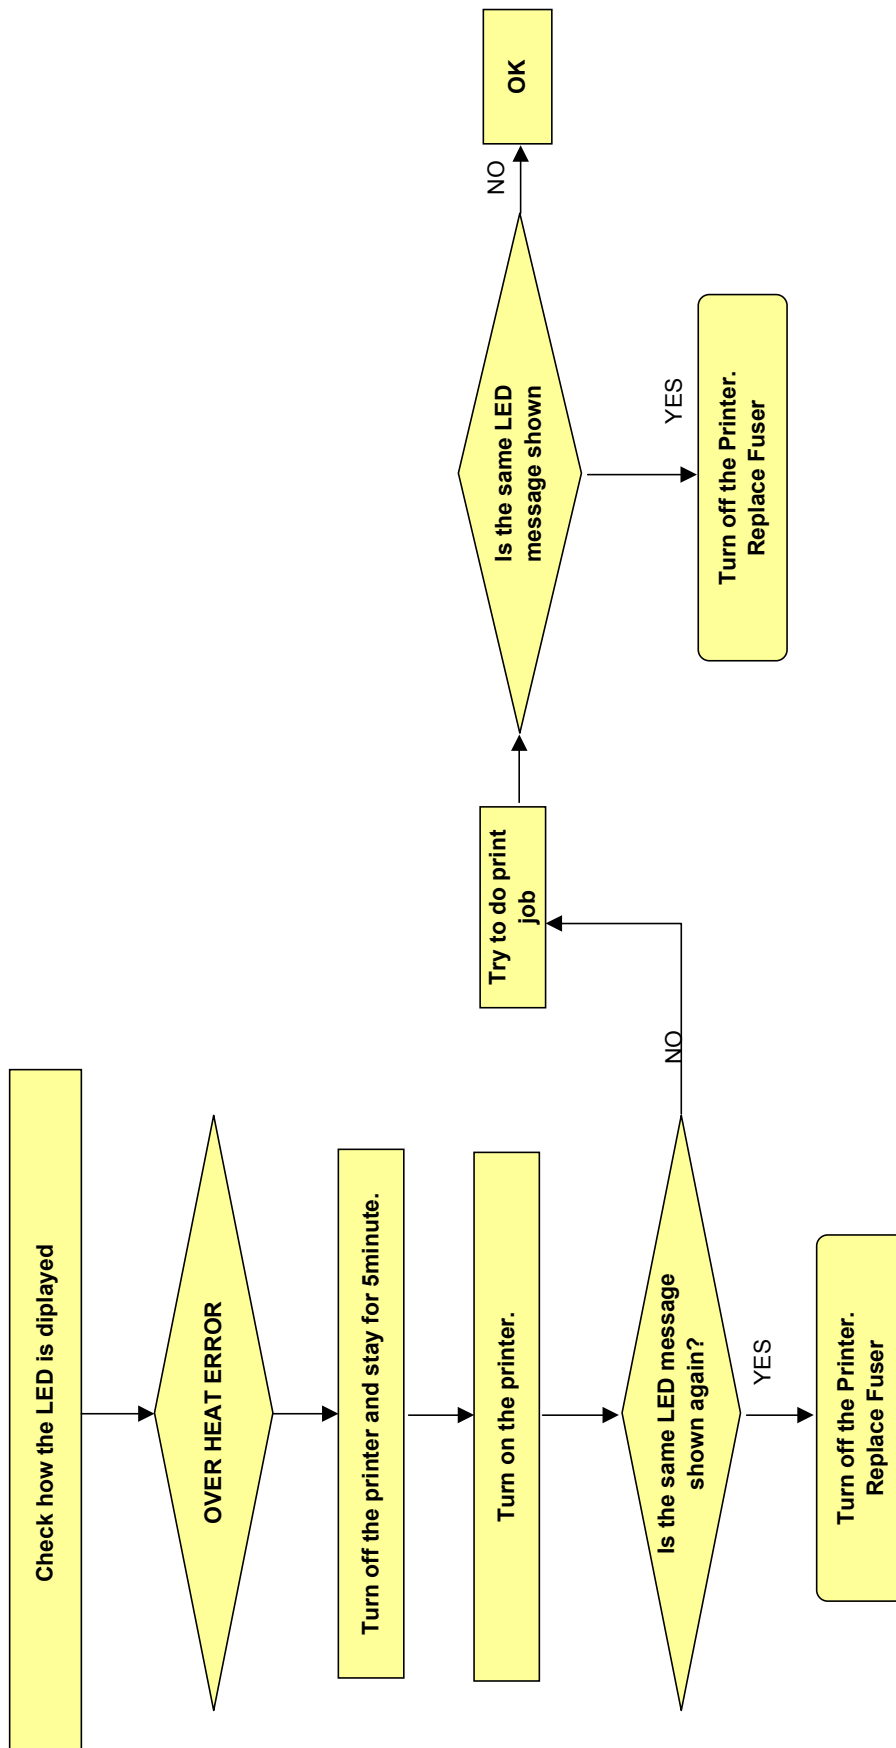 Check how the LED is diplayed
OVER HEAT ERROR
Turn off the printer and stay for 5minute.
Turn on the printer.
Is the same LED message
shown again?
YES
Turn off the Printer.
Replace Fuser
NO
Try to do print
job
Is the same LED
message shown
YES
Turn off the Printer.
Replace Fuser
NO
OK